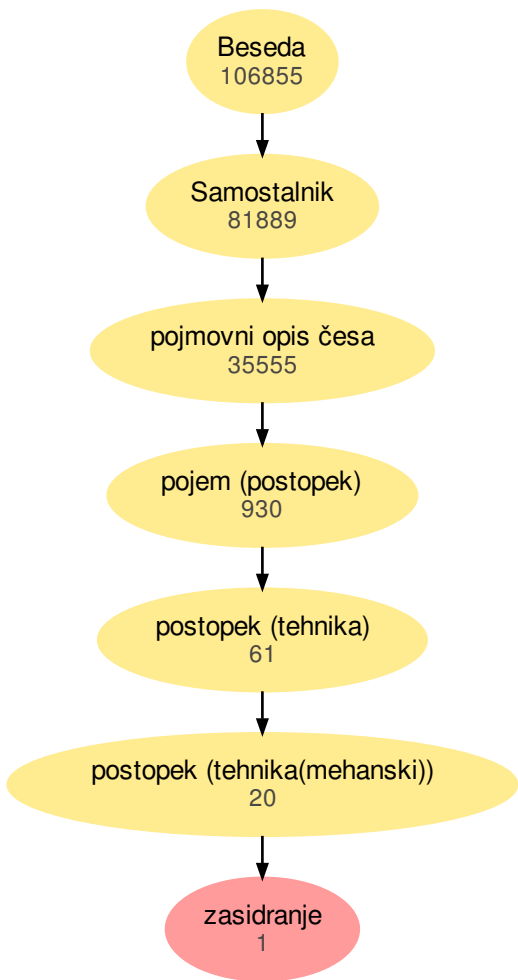 Beseda
106855
Samostalnik
81889
pojmovni opis česa
35555
pojem (postopek)
930
postopek (tehnika)
61
postopek (tehnika(mehanski))
20
zasidranje
1